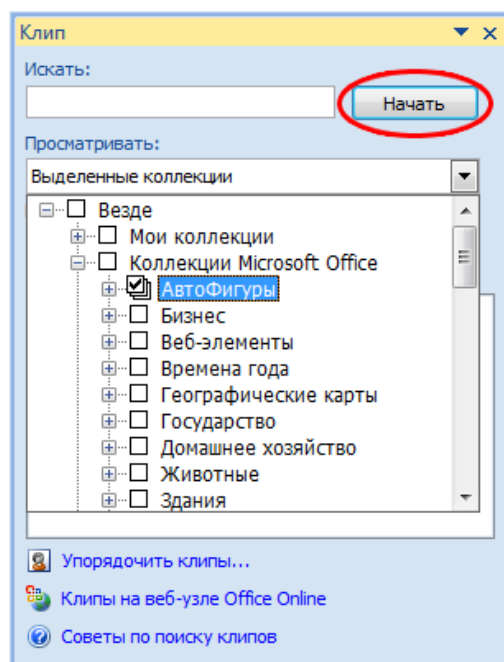 Клип
Искать:
Начать
Просматривать:
Выделенные коллекции
Везде
Мои коллекции
Коллекции Microsoft Office
АвтоФигуры
Бизнес
Веб-элементы
Времена года
Географические карты
Государство
Домашнее хозяйство
Животные
Здания
Упорядочить клипы...
Клипы на веб-узле Office Online
Советы по поиску клипов